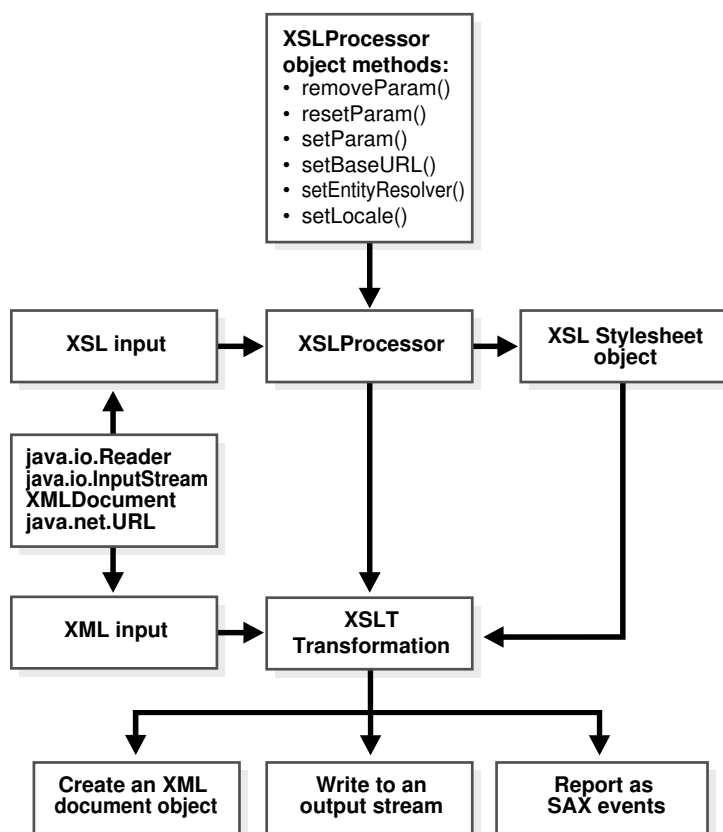 XSLProcessor
object methods:
• removeParam()
• resetParam()
• setParam()
• setBaseURL()
• setEntityResolver()
• setLocale()
XSL input
XSLProcessor
XSL Stylesheet
object
java.io.Reader
java.io.InputStream
XMLDocument
java.net.URL
XML input
XSLT
Transformation
Create an XML
document object
Write to an
output stream
Report as
SAX events